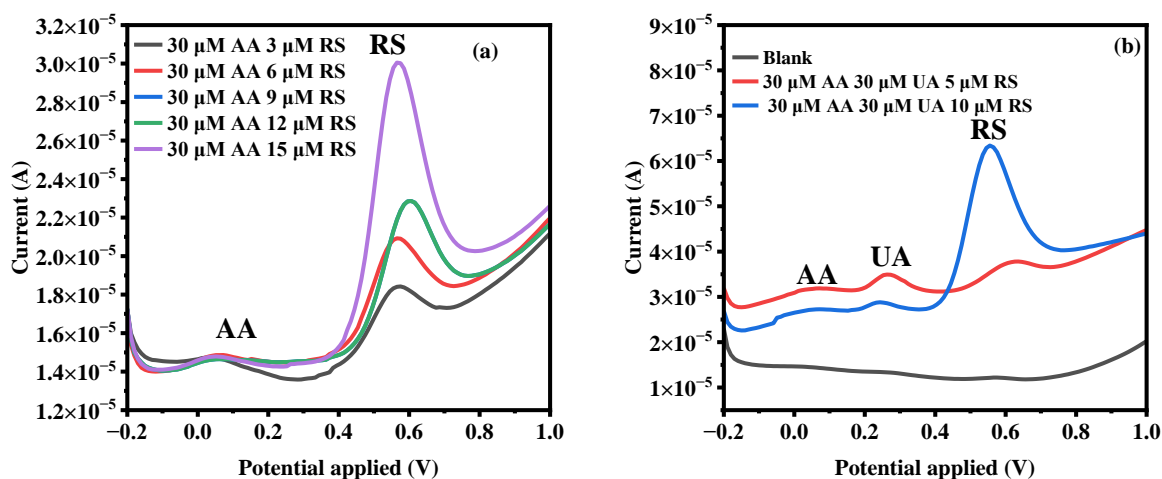 (a)
30 µM AA 3 µM RS
30 µM AA 6 µM RS
30 µM AA 9 µM RS
30 µM AA 12 µM RS
30 µM AA 15 µM RS
RS
AA
3.2×10⁻⁵
3.0×10⁻⁵
2.8×10⁻⁵
2.6×10⁻⁵
2.4×10⁻⁵
2.2×10⁻⁵
2.0×10⁻⁵
1.8×10⁻⁵
1.6×10⁻⁵
1.4×10⁻⁵
1.2×10⁻⁵
Current (A)
−0.2 0.0 0.2 0.4 0.6 0.8 1.0
Potential applied (V)
(b)
Blank
30 µM AA 30 µM UA 5 µM RS
30 µM AA 30 µM UA 10 µM RS
RS
UA
AA
9×10⁻⁵
8×10⁻⁵
7×10⁻⁵
6×10⁻⁵
5×10⁻⁵
4×10⁻⁵
3×10⁻⁵
2×10⁻⁵
1×10⁻⁵
Current (A)
−0.2 0.0 0.2 0.4 0.6 0.8 1.0
Potential applied (V)